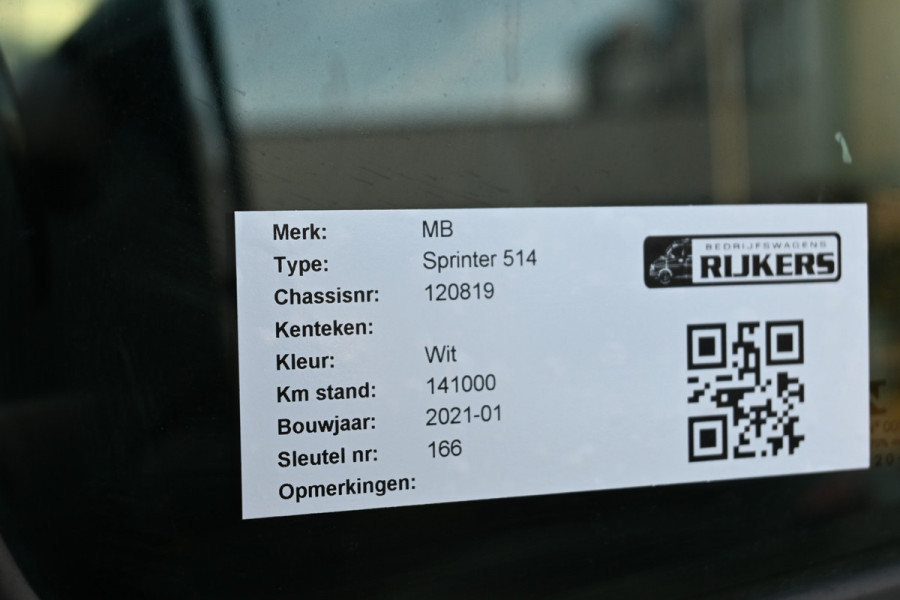 Merk: MB
Type: Sprinter 514
Chassisnr: 120819
Kenteken:
Kleur: Wit
Km stand: 141000
Bouwjaar: 2021-01
Sleutel nr: 166
Opmerkingen:
BEDRIJFSWAGENS
RIJKERS